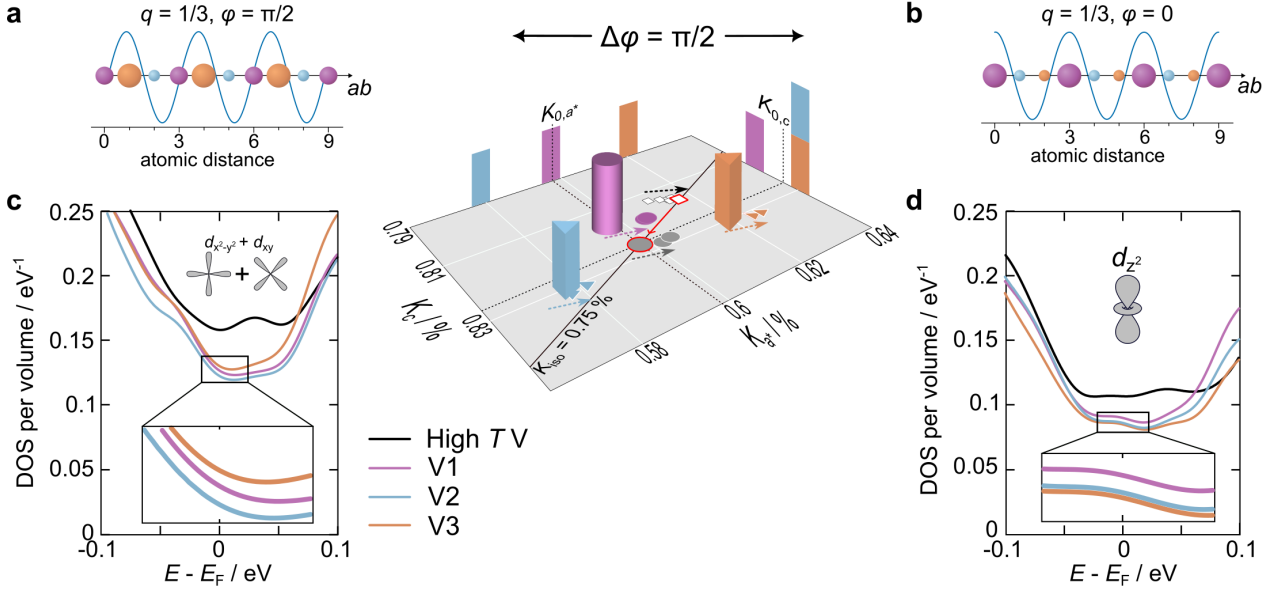 a
q = 1/3, φ = π/2
ab
0 3 6 9
atomic distance
Δφ = π/2
b
q = 1/3, φ = 0
ab
0 3 6 9
atomic distance
K0,a*
K0,c
0.79
0.81
0.83
Kc / %
0.64
0.62
0.6
0.58
Ka* / %
Kiso = 0.75 %
c
0.25
0.2
0.15
0.1
0.05
0
DOS per volume / eV-1
dx²-y² + dxy
+
-0.1 0 0.1
E - EF / eV
High T V
V1
V2
V3
d
0.25
0.2
0.15
0.1
0.05
0
DOS per volume / eV-1
dz²
-0.1 0 0.1
E - EF / eV